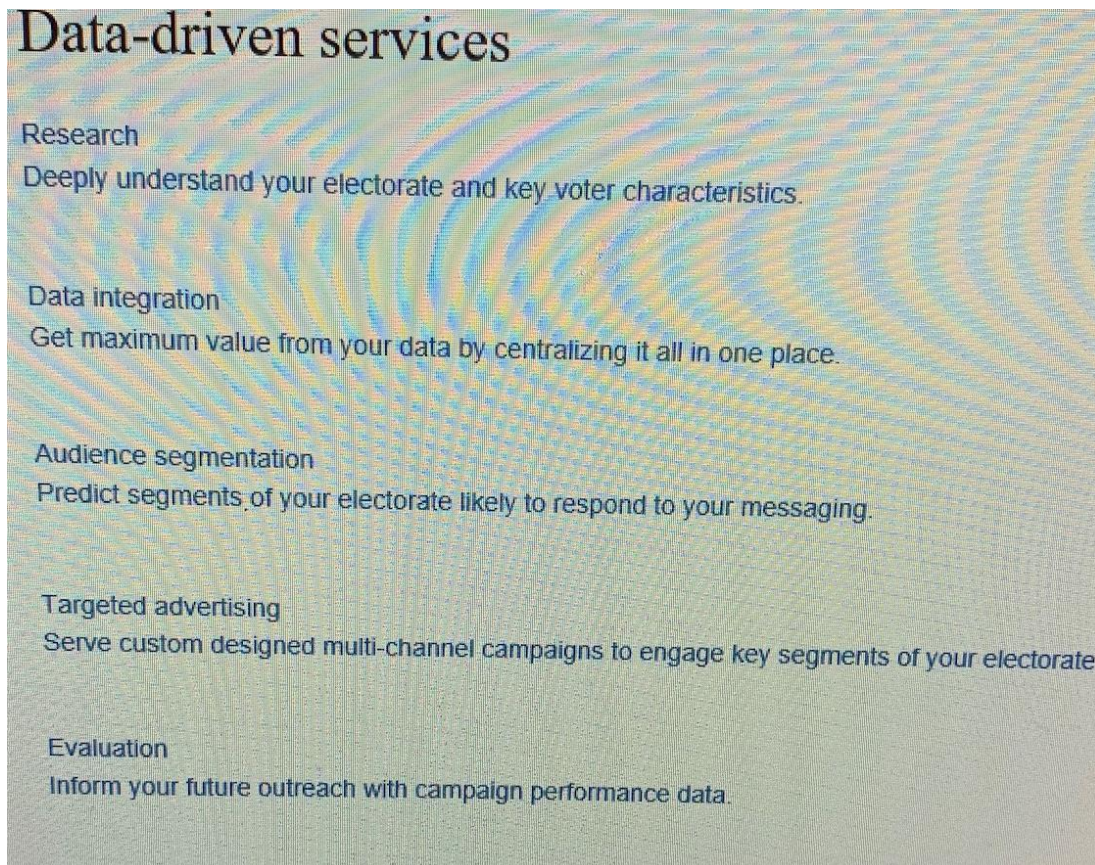 Data-driven services
Research
Deeply understand your electorate and key voter characteristics.
Data integration
Get maximum value from your data by centralizing it all in one place.
Audience segmentation
Predict segments of your electorate likely to respond to your messaging.
Targeted advertising
Serve custom designed multi-channel campaigns to engage key segments of your electorate
Evaluation
Inform your future outreach with campaign performance data.